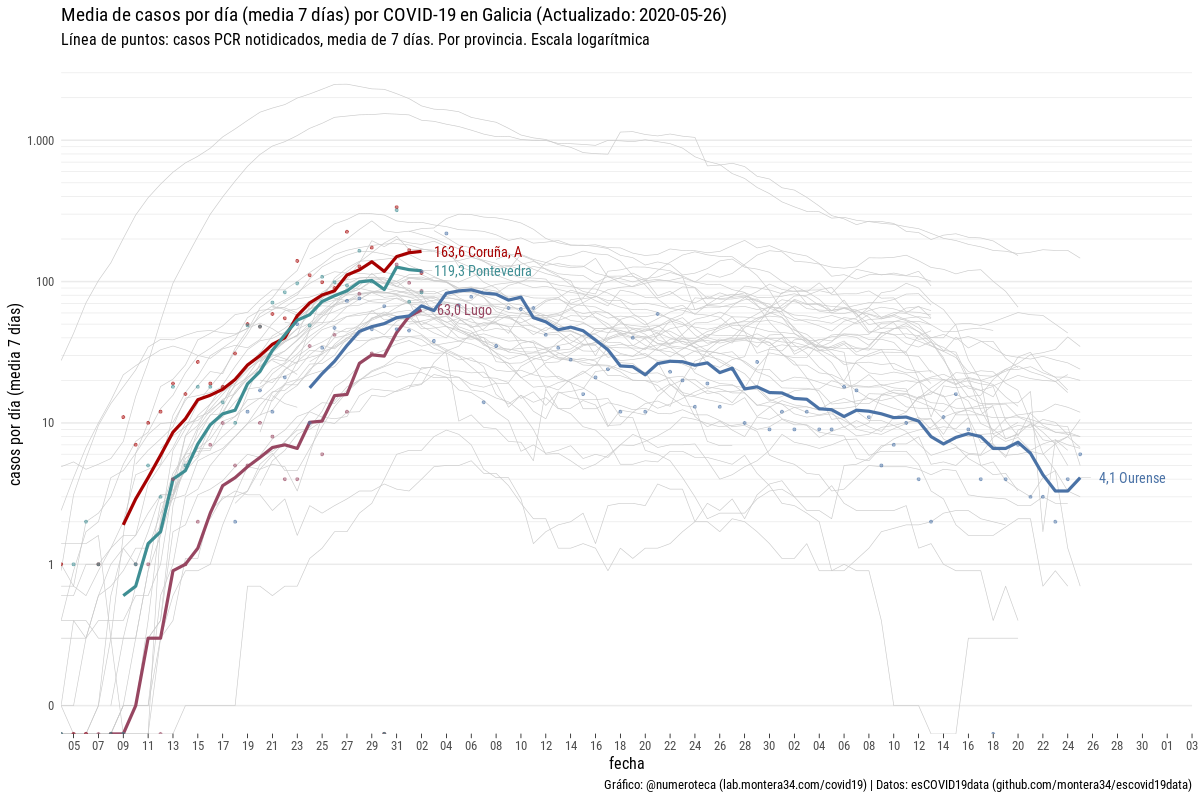 Media de casos por día (media 7 días) por COVID-19 en Galicia (Actualizado: 2020-05-26)
Línea de puntos: casos PCR notidicados, media de 7 días. Por provincia. Escala logarítmica
casos por día (media 7 días)
1.000
100
10
1
0
163,6 Coruña, A
119,3 Pontevedra
63,0 Lugo
4,1 Ourense
05 07 09 11 13 15 17 19 21 23 25 27 29 31 02 04 06 08 10 12 14 16 18 20 22 24 26 28 30 02 04 06 08 10 12 14 16 18 20 22 24 28 30 01 03
fecha
Gráfico: @numeroteca (lab.montera34.com/covid19) | Datos: esCOVID19data (github.com/montera34/escovid19data)